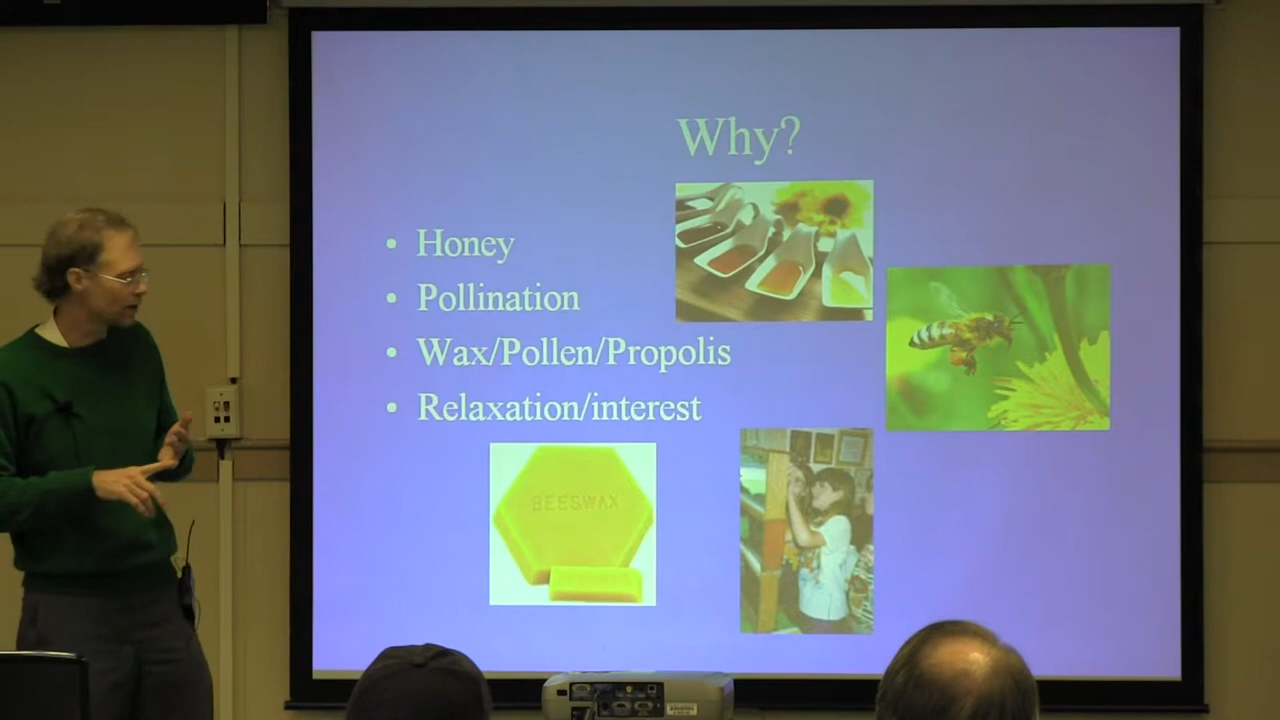 Why?
• Honey
• Pollination
• Wax/Pollen/Propolis
• Relaxation/interest
BEESWAX